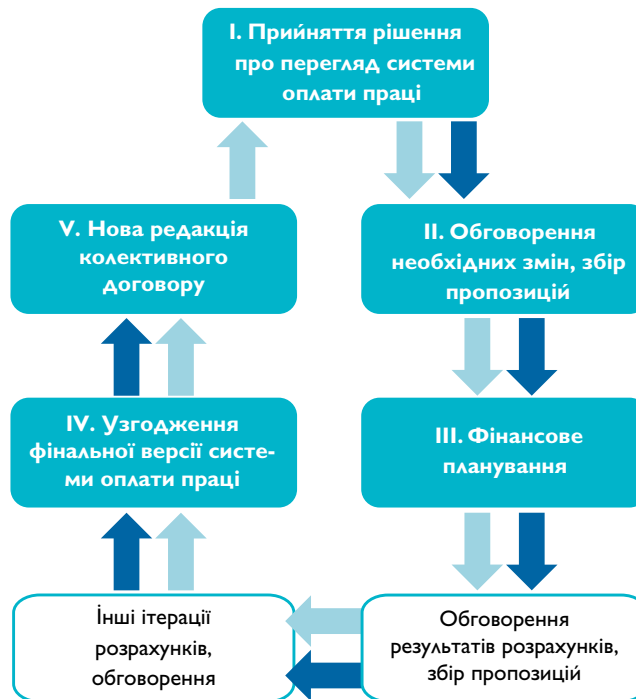 I. Прийняття рішення
про перегляд системи
оплати праці
V. Нова редакція
колективного
договору
II. Обговорення
необхідних змін, збір
пропозицій
IV. Узгодження
фінальної версії систе-
ми оплати праці
III. Фінансове
планування
Інші ітерації
розрахунків,
обговорення
Обговорення
результатів розрахунків,
збір пропозицій